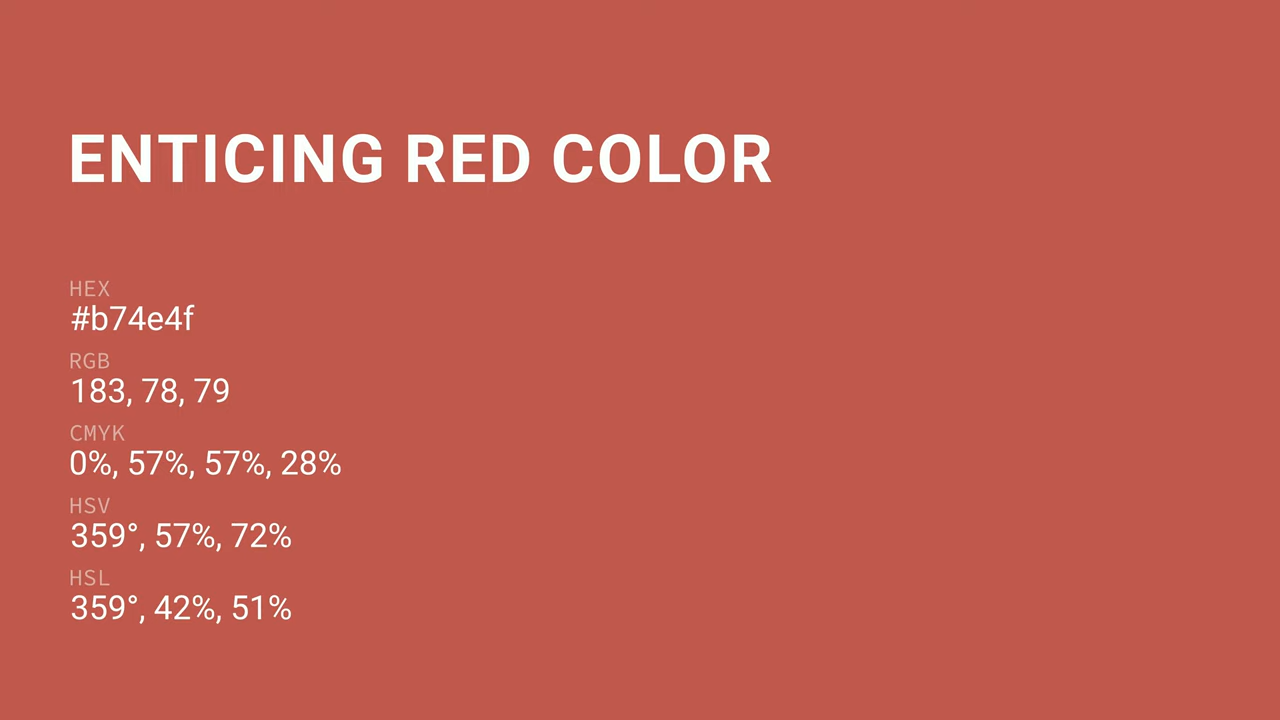 ENTICING RED COLOR
HEX
#b74e4f
RGB
183, 78, 79
CMYK
0%, 57%, 57%, 28%
HSV
359°, 57%, 72%
HSL
359°, 42%, 51%